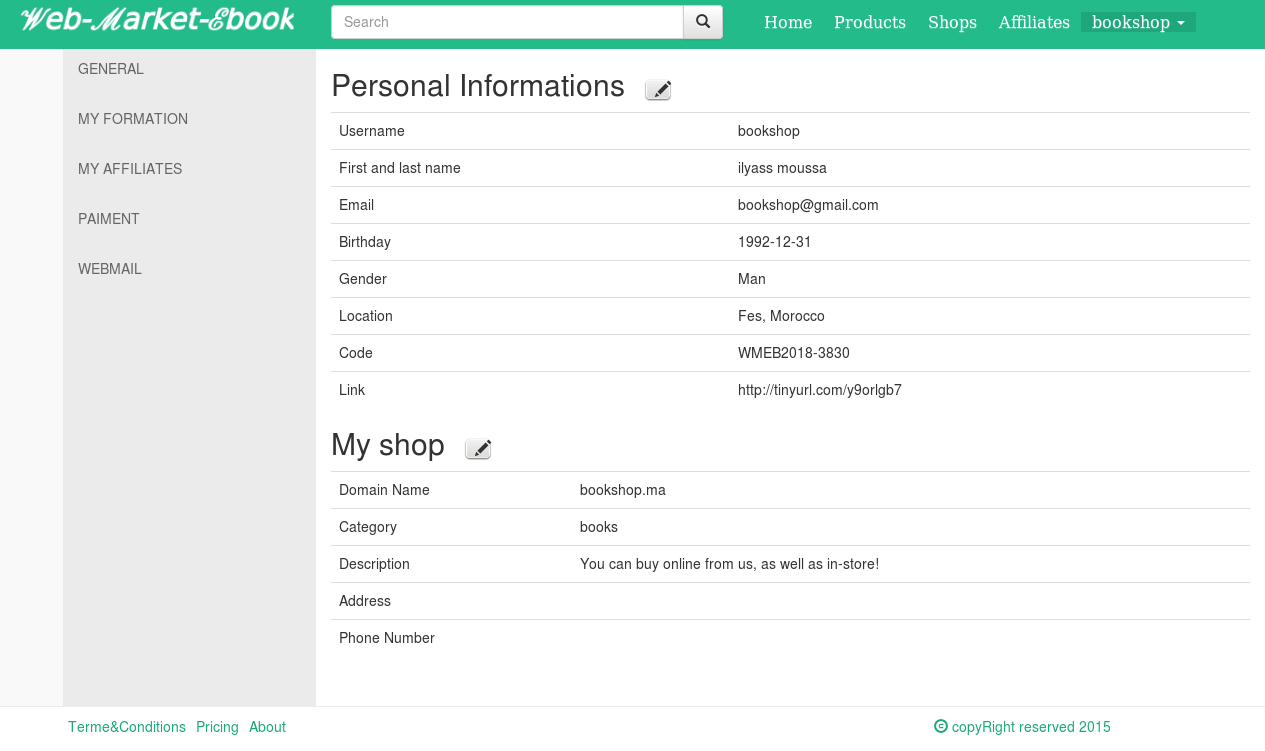 Web-Market-Ebook
Search
Home Products Shops Affiliates bookshop
GENERAL
MY FORMATION
MY AFFILIATES
PAIMENT
WEBMAIL
Personal Informations
Username bookshop
First and last name ilyass moussa
Email bookshop@gmail.com
Birthday 1992-12-31
Gender Man
Location Fes, Morocco
Code WMEB2018-3830
Link http://tinyurl.com/y9orlgb7
My shop
Domain Name bookshop.ma
Category books
Description You can buy online from us, as well as in-store!
Address
Phone Number
Terme&Conditions Pricing About
© copyRight reserved 2015